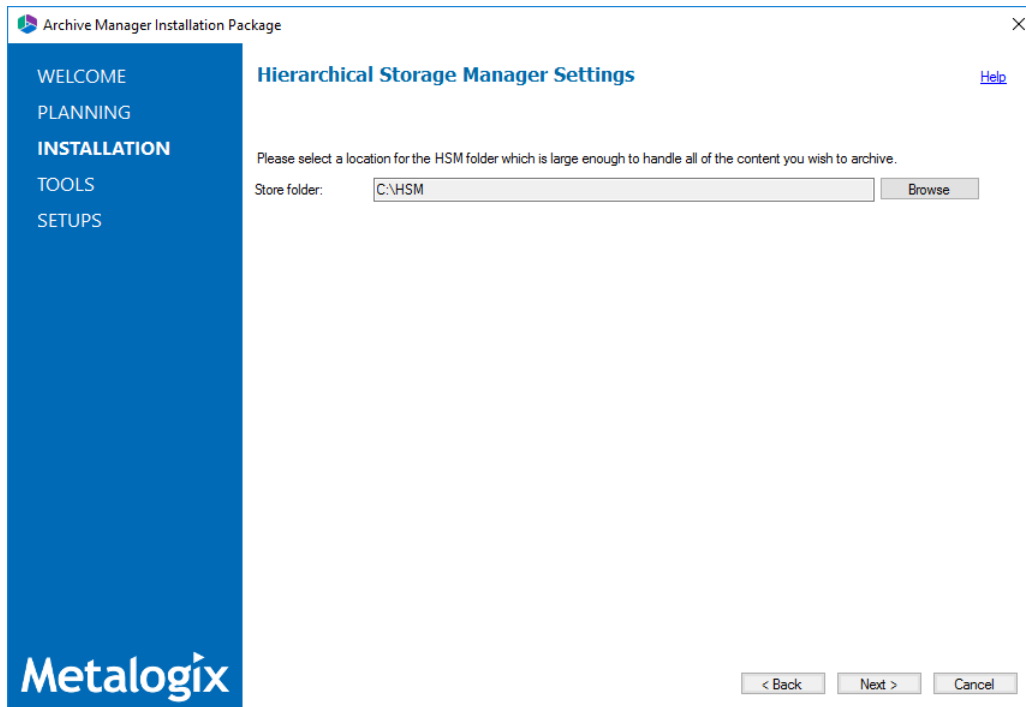 Archive Manager Installation Package
WELCOME
PLANNING
INSTALLATION
TOOLS
SETUPS
Hierarchical Storage Manager Settings
Help
Please select a location for the HSM folder which is large enough to handle all of the content you wish to archive.
Store folder: C:\HSM Browse
Metalogix
< Back Next > Cancel